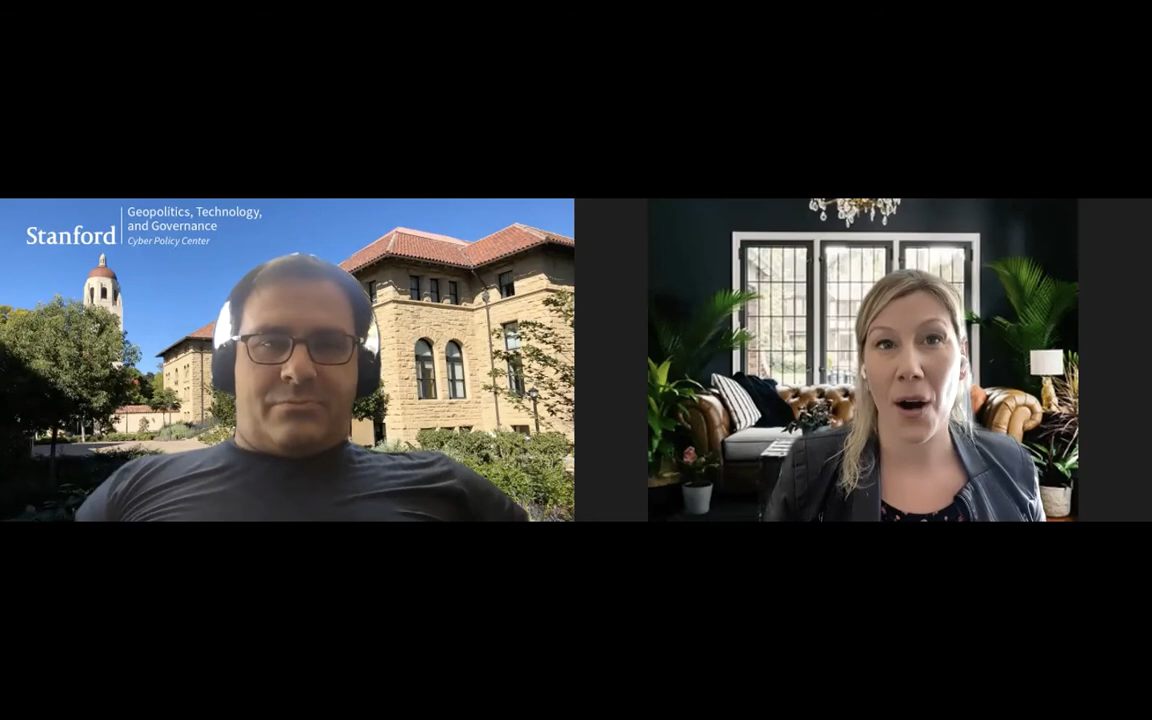 Stanford
Geopolitics, Technology,
and Governance
Cyber Policy Center